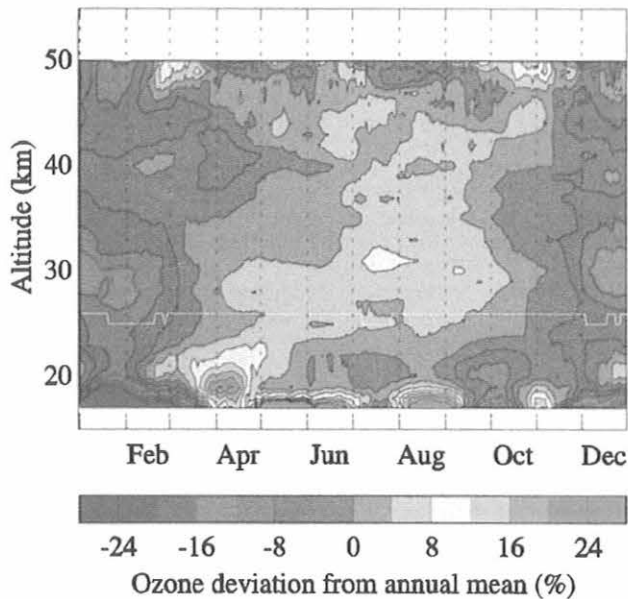 50
40
30
20
Altitude (km)
Feb Apr Jun Aug Oct Dec
-24 -16 -8 0 8 16 24
Ozone deviation from annual mean (%)